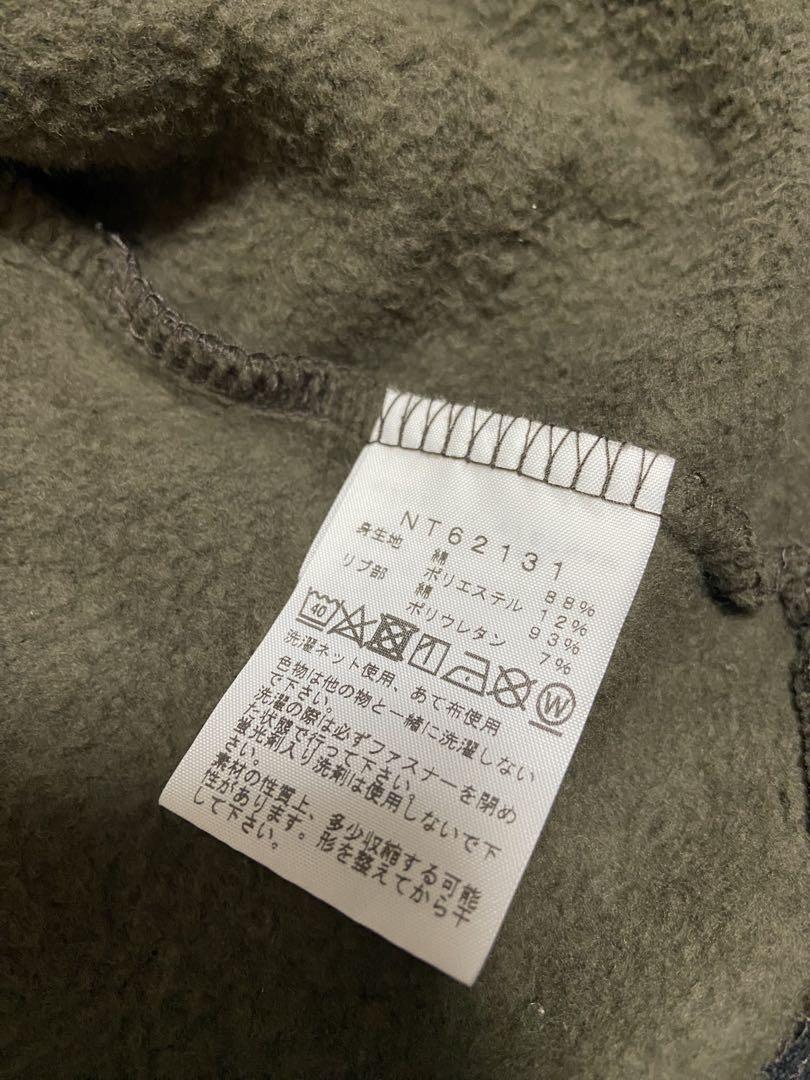 NT62131
身生地 綿 88%
ポリエステル 12%
リブ部 綿 93%
ポリウレタン 7%
40 W
洗濯ネット使用、あて布使用
色物は他の物と一緒に洗濯しない
で下さい。
洗濯の際は必ずファスナーを閉め
た状態で行って下さい。
蛍光剤入り洗剤は使用しないで下
さい。
素材の性質上、多少収縮する可能
性があります。形を整えてから干
して下さい。